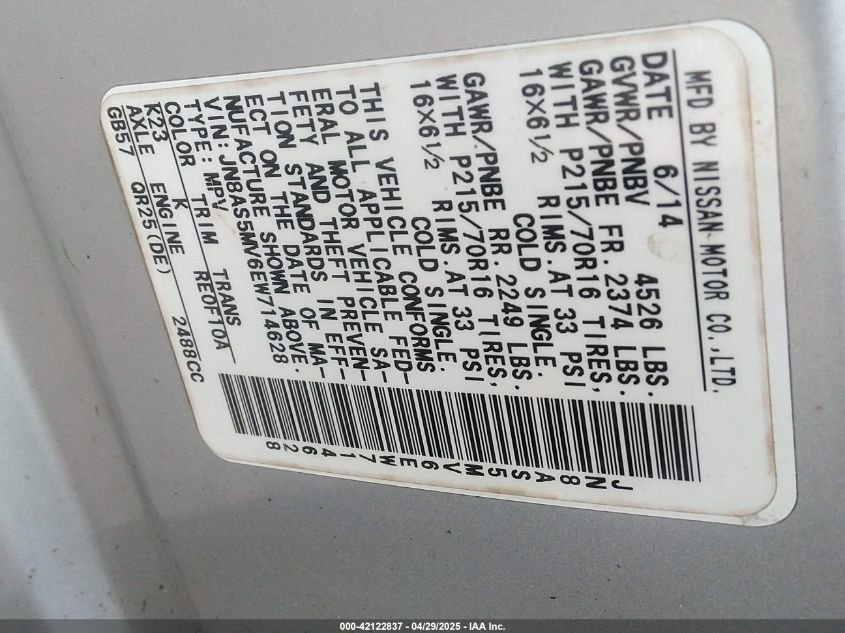 MFD BY NISSAN MOTOR CO.,LTD.
DATE 6/14
GVWR/PNBV 4526 LBS.
GAWR/PNBE FR. 2374 LBS.
WITH P215/70R16 TIRES,
16X6½ RIMS.AT 33 PSI
COLD SINGLE.
GAWR/PNBE RR. 2249 LBS.
WITH P215/70R16 TIRES,
16X6½ RIMS.AT 33 PSI
COLD SINGLE.
THIS VEHICLE CONFORMS
TO ALL APPLICABLE FED-
ERAL MOTOR VEHICLE SA-
FETY AND THEFT PREVEN-
TION STANDARDS IN EFF-
ECT ON THE DATE OF MA-
NUFACTURE SHOWN ABOVE.
VIN: JN8AS5MV6EW714628
TYPE: MPV
COLOR TRIM TRANS
K23 K RE0F10A
AXLE ENGINE
GB57 QR25(DE) 2488CC
JN8AS5MV6EW714628
000-42122837 - 04/29/2025 - IAA Inc.